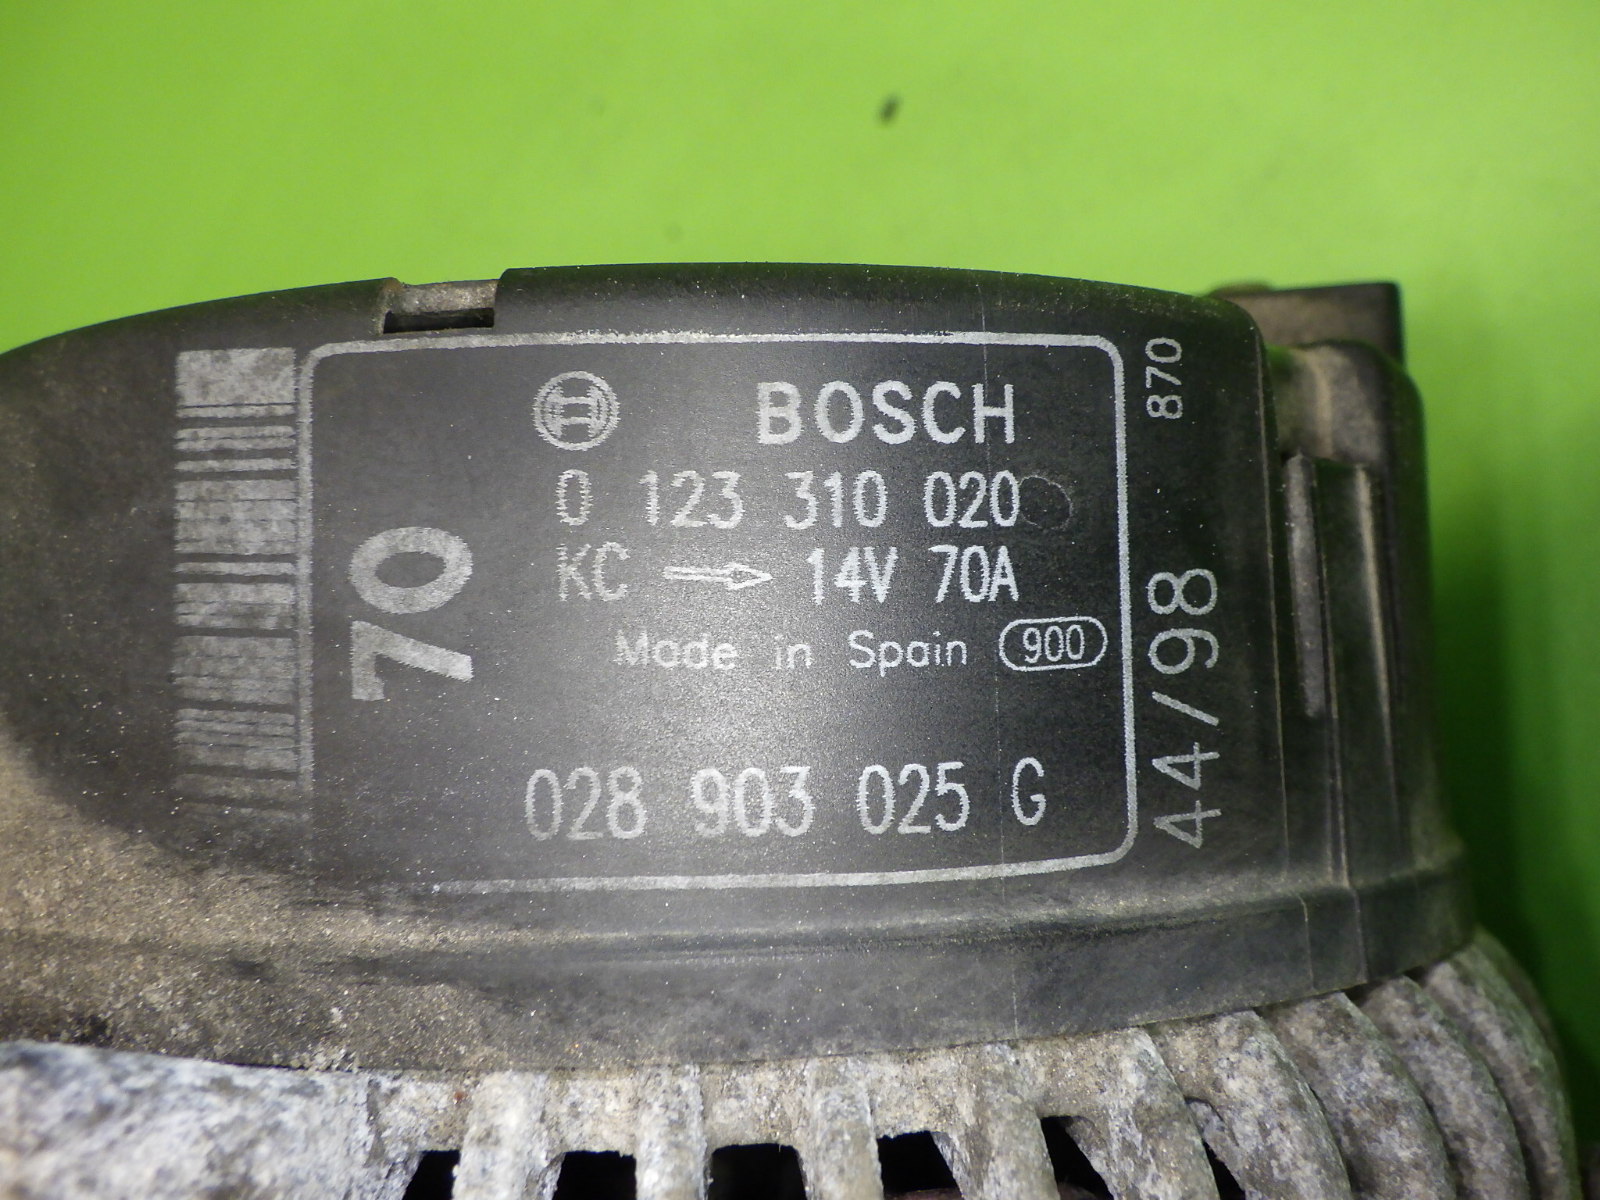 BOSCH
0 123 310 020
KC → 14V 70A
Made in Spain 900
028 903 025 G
70
870
44/98